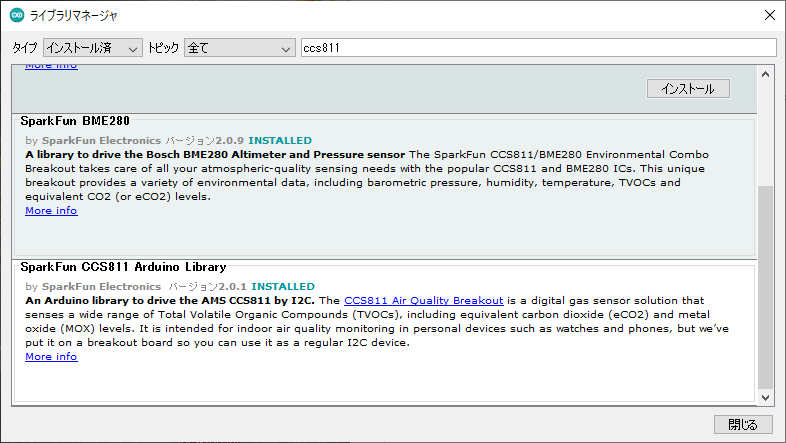 ライブラリマネージャ
タイプ インストール済 トピック 全て ccs811
More info
インストール
SparkFun BME280
by SparkFun Electronics バージョン2.0.9 INSTALLED
A library to drive the Bosch BME280 Altimeter and Pressure sensor The SparkFun CCS811/BME280 Environmental Combo
Breakout takes care of all your atmospheric-quality sensing needs with the popular CCS811 and BME280 ICs. This unique
breakout provides a variety of environmental data, including barometric pressure, humidity, temperature, TVOCs and
equivalent CO2 (or eCO2) levels.
More info
SparkFun CCS811 Arduino Library
by SparkFun Electronics バージョン2.0.1 INSTALLED
An Arduino library to drive the AMS CCS811 by I2C. The CCS811 Air Quality Breakout is a digital gas sensor solution that
senses a wide range of Total Volatile Organic Compounds (TVOCs), including equivalent carbon dioxide (eCO2) and metal
oxide (MOX) levels. It is intended for indoor air quality monitoring in personal devices such as watches and phones, but we've
put it on a breakout board so you can use it as a regular I2C device.
More info
閉じる